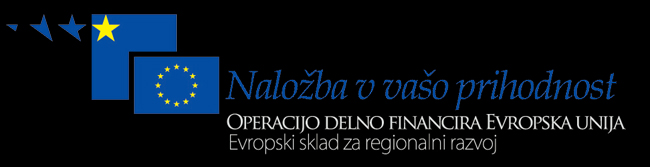 Naložba v vašo prihodnost
OPERACIJO DELNO FINANCIRA EVROPSKA UNIJA
Evropski sklad za regionalni razvoj